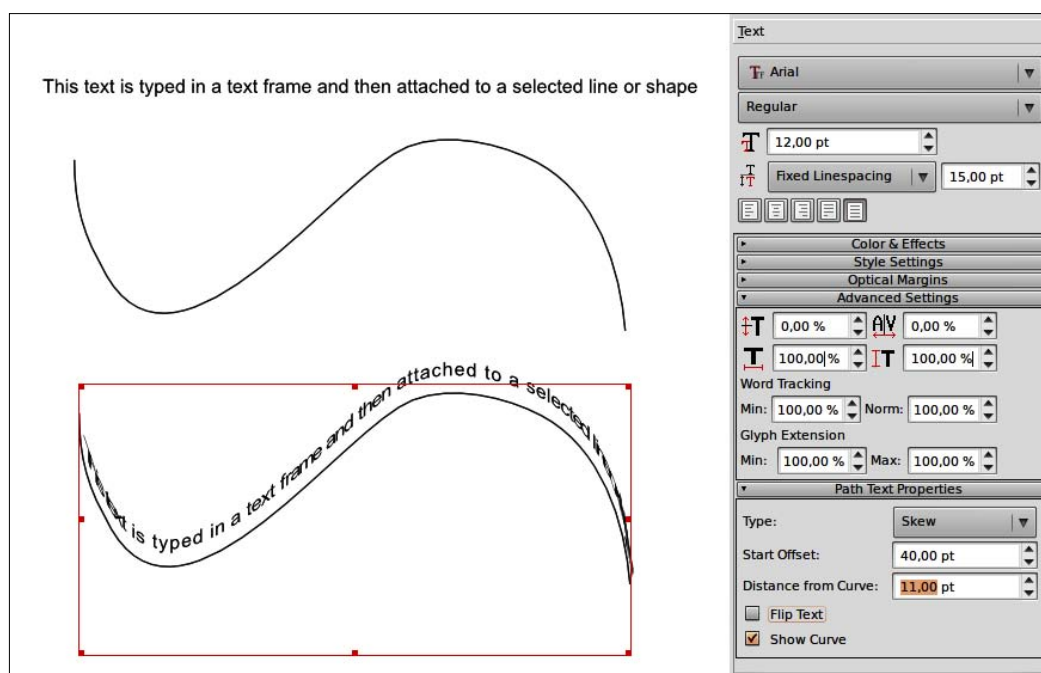 This text is typed in a text frame and then attached to a selected line or shape
text is typed in a text frame and then attached to a selected
Text
Arial
Regular
12,00 pt
Fixed Linespacing 15,00 pt
Color & Effects
Style Settings
Optical Margins
Advanced Settings
0,00 % 0,00 %
100,00 % 100,00 %
Word Tracking
Min: 100,00 % Norm: 100,00 %
Glyph Extension
Min: 100,00 % Max: 100,00 %
Path Text Properties
Type: Skew
Start Offset: 40,00 pt
Distance from Curve: 11,00 pt
Flip Text
Show Curve